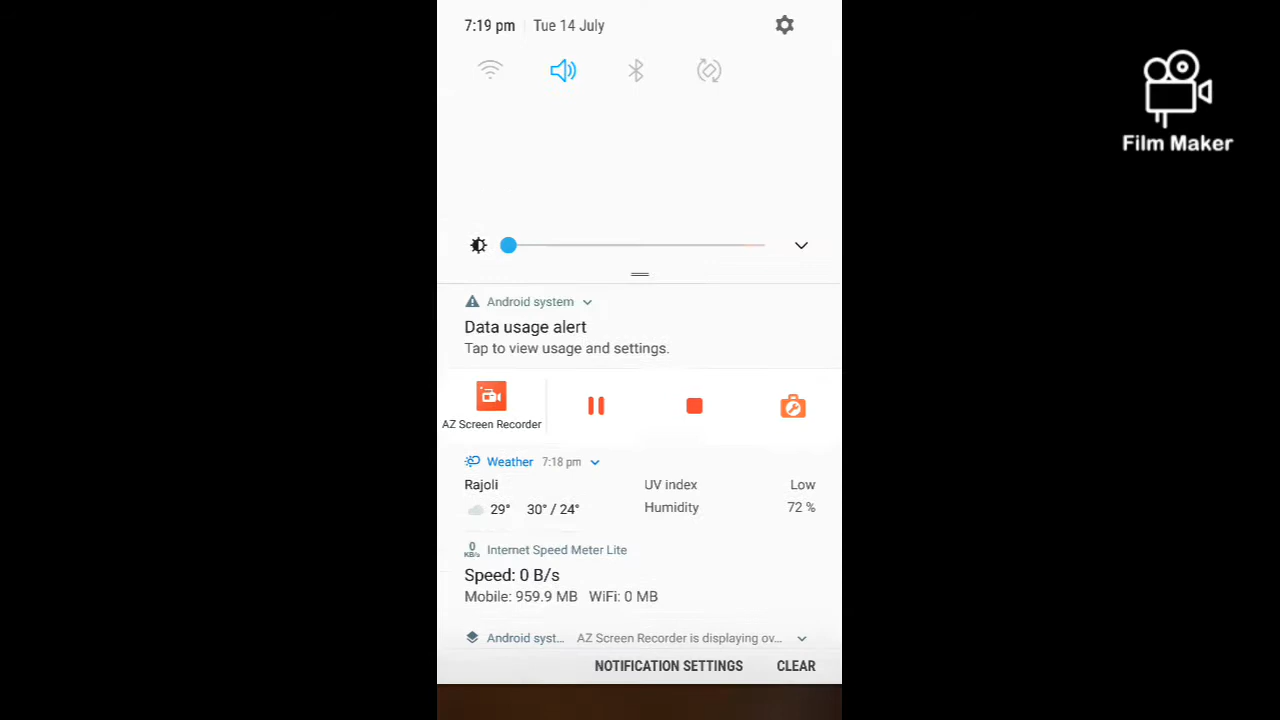 7:19 pm Tue 14 July
Film Maker
Android system
Data usage alert
Tap to view usage and settings.
AZ Screen Recorder
Weather 7:18 pm
Rajoli UV index Low
29° 30° / 24° Humidity 72 %
0 KB/s Internet Speed Meter Lite
Speed: 0 B/s
Mobile: 959.9 MB WiFi: 0 MB
Android syst... AZ Screen Recorder is displaying ov...
NOTIFICATION SETTINGS CLEAR